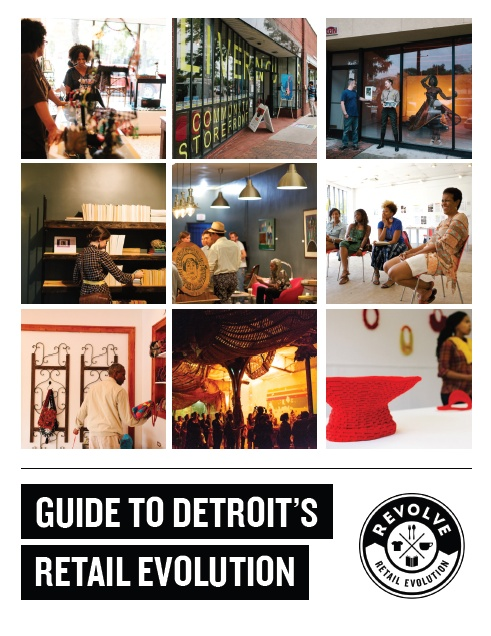 COMMUNITY
STOREFRONT
GUIDE TO DETROIT'S
RETAIL EVOLUTION
REVOLVE
RETAIL EVOLUTION